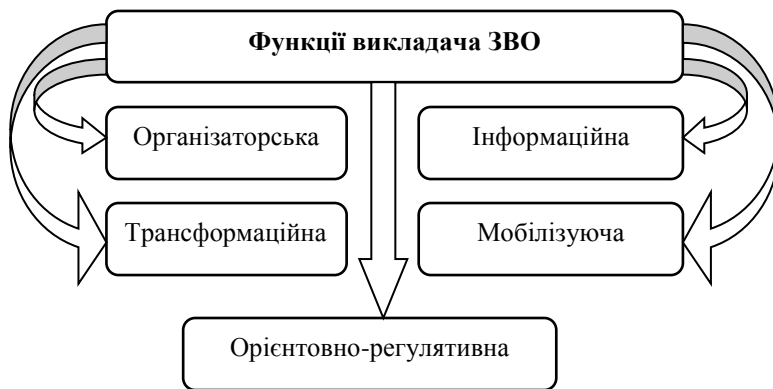 Функції викладача ЗВО
Організаторська
Інформаційна
Трансформаційна
Мобілізуюча
Орієнтовно-регулятивна